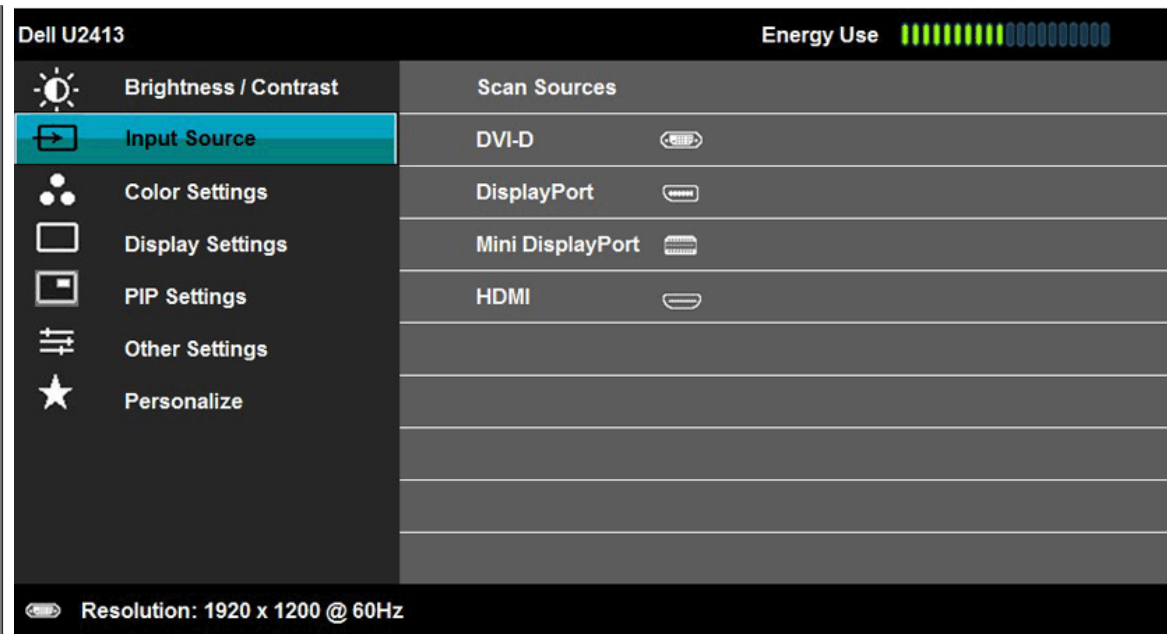 Dell U2413 Energy Use
Brightness / Contrast Scan Sources
Input Source DVI-D
Color Settings DisplayPort
Display Settings Mini DisplayPort
PIP Settings HDMI
Other Settings
Personalize
Resolution: 1920 x 1200 @ 60Hz